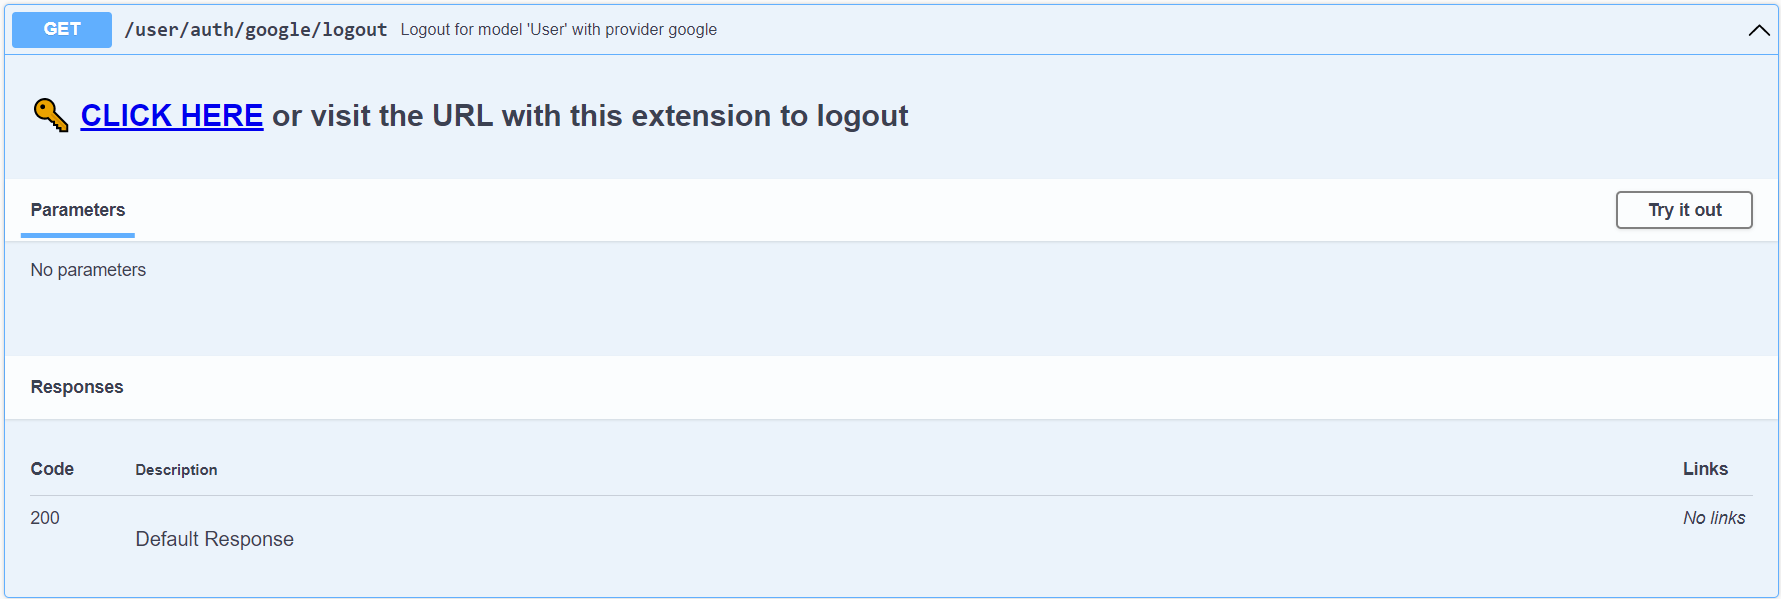 GET /user/auth/google/logout Logout for model 'User' with provider google
CLICK HERE or visit the URL with this extension to logout
Parameters Try it out
No parameters
Responses
Code Description Links
200 No links
Default Response